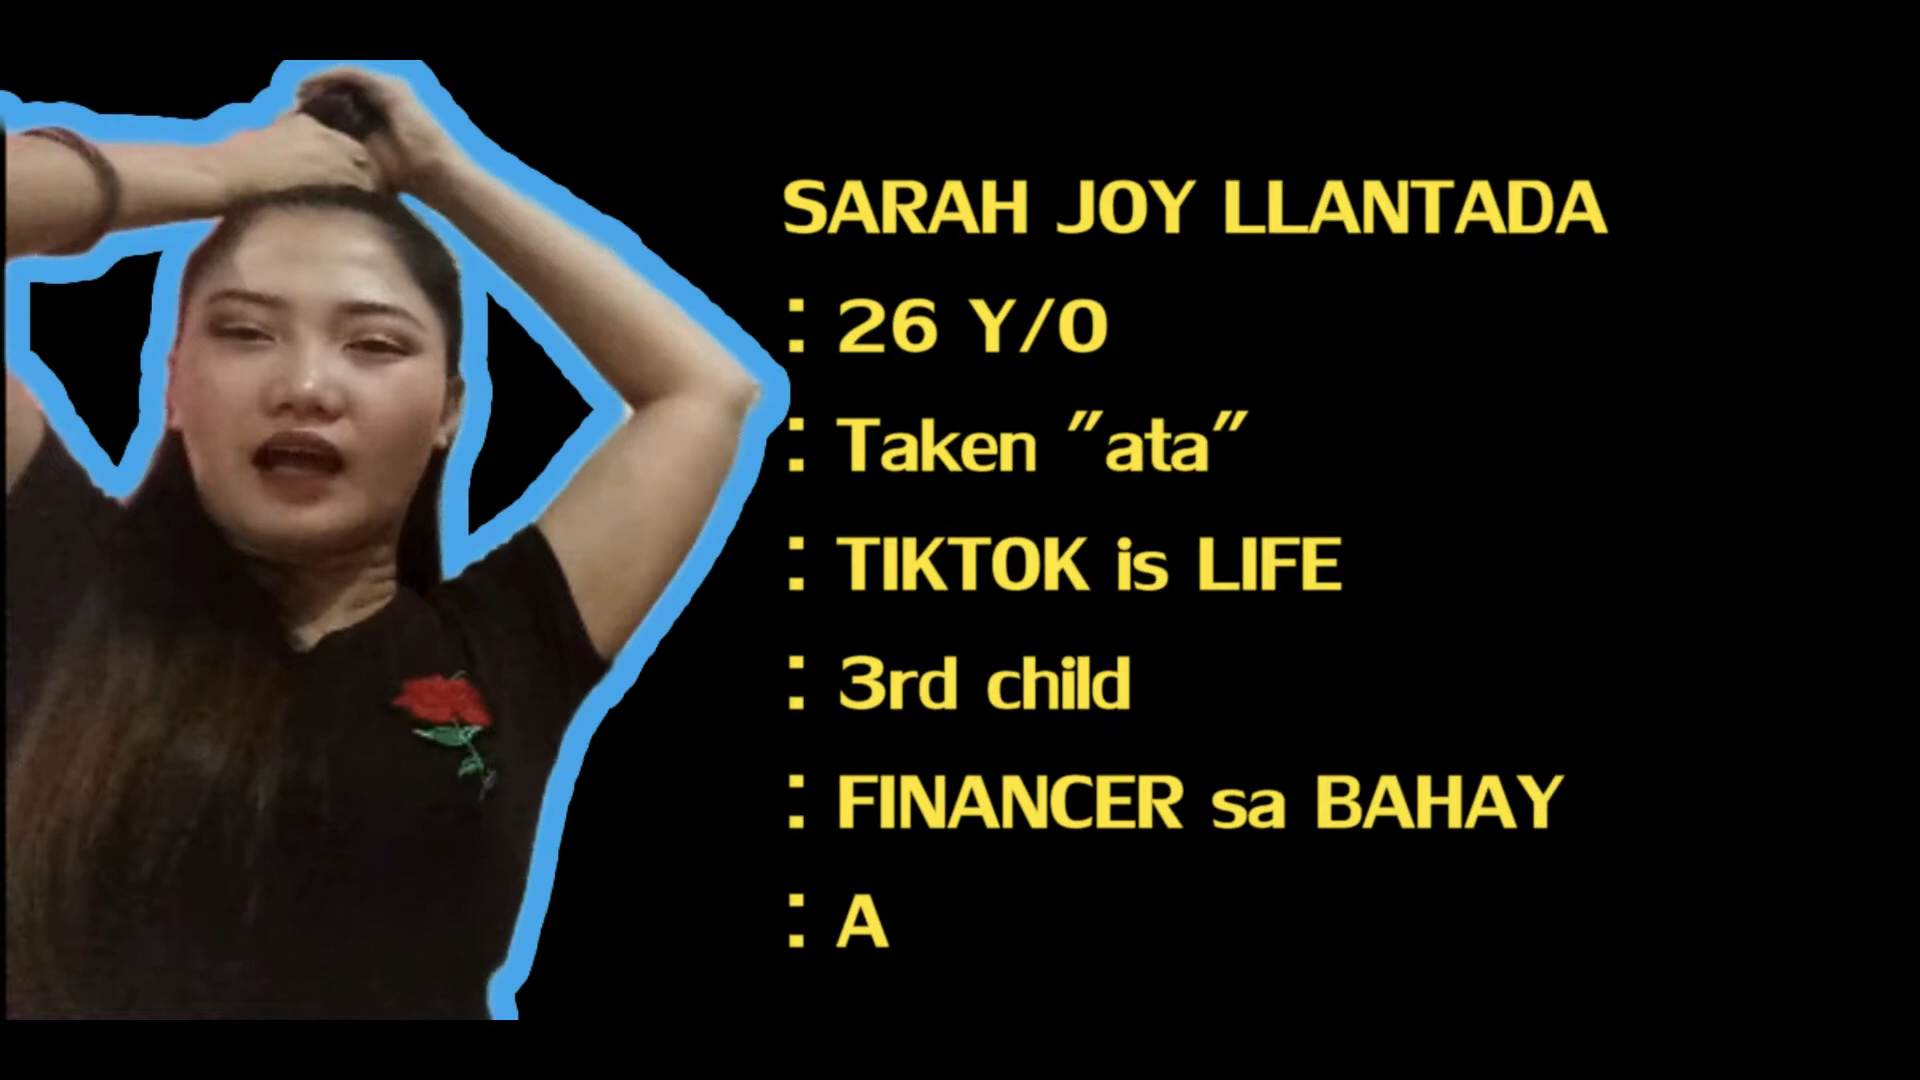 SARAH JOY LLANTADA
: 26 Y/O
: Taken "ata"
: TIKTOK is LIFE
: 3rd child
: FINANCER sa BAHAY
: A